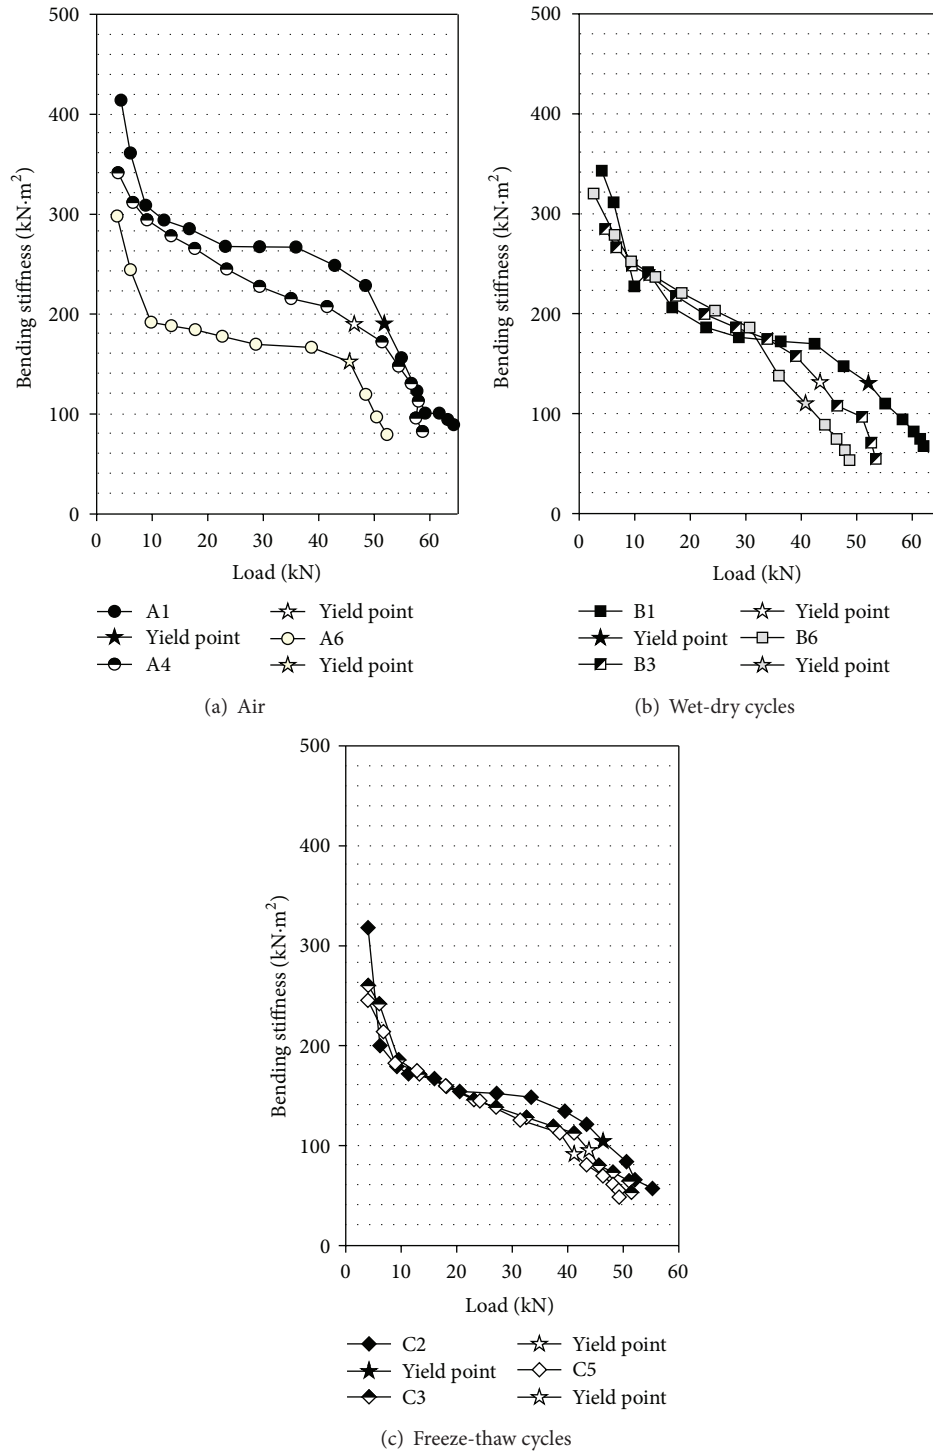 500
400
300
200
100
0
Bending stiffness (kN·m²)
0 10 20 30 40 50 60
Load (kN)
A1 Yield point
Yield point A6
A4 Yield point
(a) Air
500
400
300
200
100
0
Bending stiffness (kN·m²)
0 10 20 30 40 50 60
Load (kN)
B1 Yield point
Yield point B6
B3 Yield point
(b) Wet-dry cycles
500
400
300
200
100
0
Bending stiffness (kN·m²)
0 10 20 30 40 50 60
Load (kN)
C2 Yield point
Yield point C5
C3 Yield point
(c) Freeze-thaw cycles